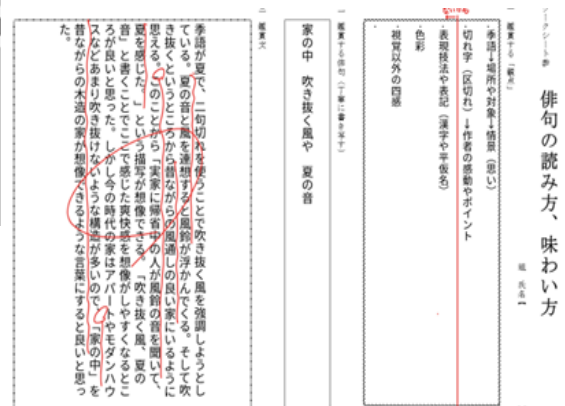 ワークシート
俳句の読み方、味わい方
組 氏名【
一 鑑賞する「観点」
・季語→場所や対象→情景（思い）
・切れ字（区切れ）→作者の感動やポイント
・表現技法や表記（漢字や平仮名）
・色彩
・視覚以外の四感
二 鑑賞する俳句（丁寧に書き写す）
家の中 吹き抜く風や 夏の音
三 鑑賞文
季語が夏で、二句切れを使うことで吹き抜く風を強調しようとし
ている。夏の音と風を連想すると風鈴が浮かんでくる。そして吹
き抜くというところから昔ながらの風通しの良い家にいるように
思える。このことから「実家に帰省中の人が風鈴の音を聞いて、
夏を感じた。」という描写が想像できる。「吹き抜く風、夏の
音」と書くことでここで感じた爽快感を想像がしやすくなるとこ
ろが良いと思った。しかし今の時代の家はアパートやモダンハウ
スなどあまり吹き抜けないような構造が多いので、「家の中」を
昔ながらの木造の家が想像できるような言葉にすると良いと思っ
た。